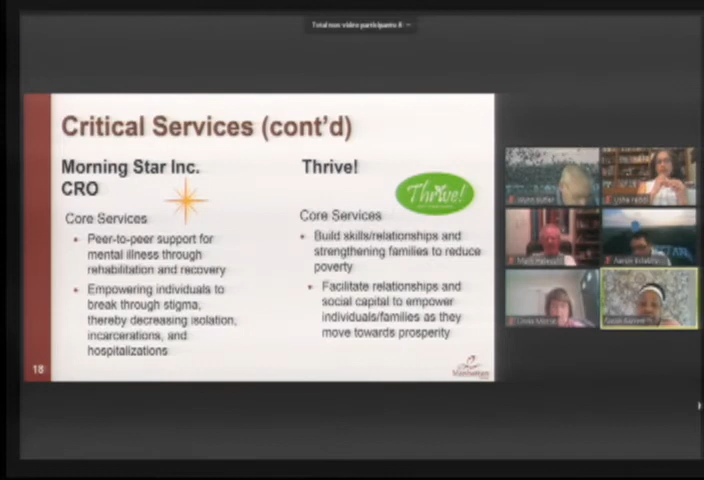 Total non video participants 8
Critical Services (cont'd)
Morning Star Inc.
CRO
Core Services
• Peer-to-peer support for
mental illness through
rehabilitation and recovery
• Empowering individuals to
break through stigma,
thereby decreasing isolation,
incarcerations, and
hospitalizations
Thrive!
Thrive!
Core Services
• Build skills/relationships and
strengthening families to reduce
poverty
• Facilitate relationships and
social capital to empower
individuals/families as they
move towards prosperity
18
Manhattan